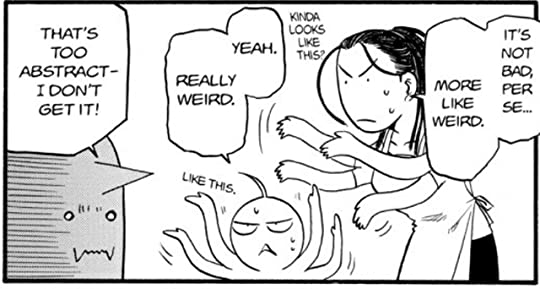 IT'S
NOT
BAD,
PER
SE...
MORE
LIKE
WEIRD.
KINDA
LOOKS
LIKE
THIS?
YEAH.
REALLY
WEIRD.
LIKE THIS.
THAT'S
TOO
ABSTRACT-
I DON'T
GET IT!